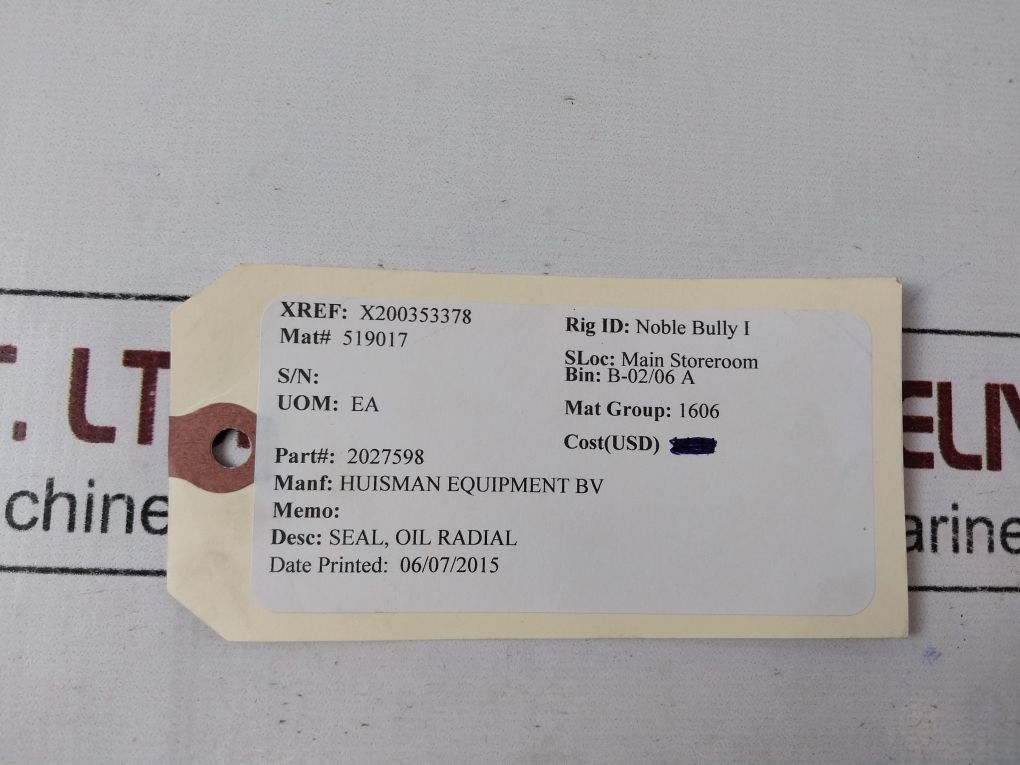 XREF: X200353378
Mat# 519017
S/N:
UOM: EA
Part#: 2027598
Manf: HUISMAN EQUIPMENT BV
Memo:
Desc: SEAL, OIL RADIAL
Date Printed: 06/07/2015
Rig ID: Noble Bully I
SLoc: Main Storeroom
Bin: B-02/06 A
Mat Group: 1606
Cost(USD)
T. LT
chine
ELIV
arine